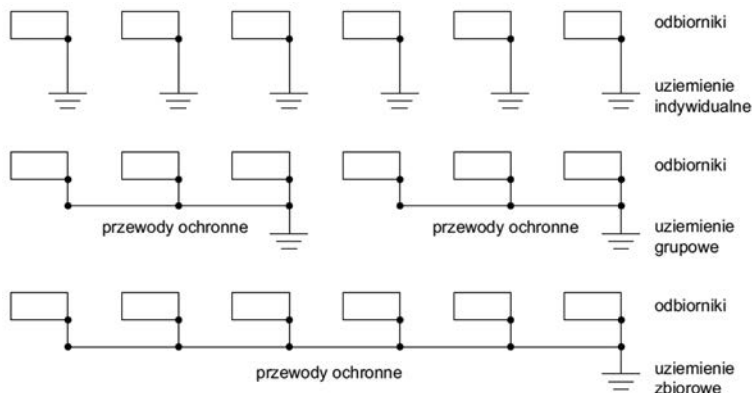 odbiorniki
uziemienie
indywidualne
odbiorniki
przewody ochronne
przewody ochronne
uziemienie
grupowe
odbiorniki
przewody ochronne
uziemienie
zbiorowe